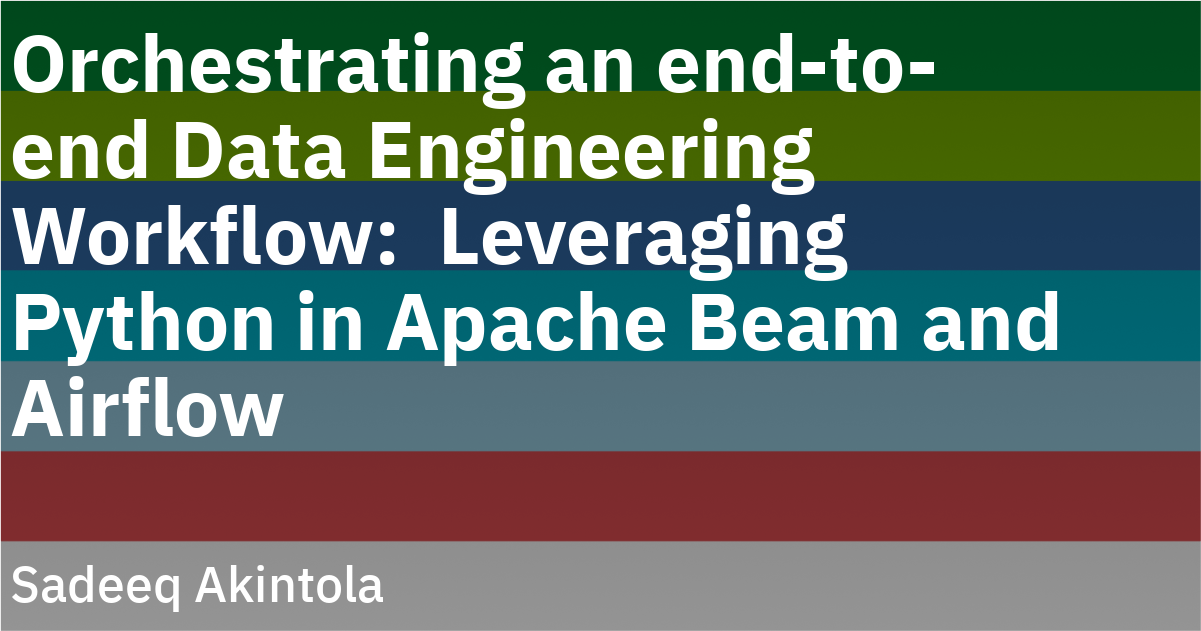 Orchestrating an end-to-
end Data Engineering
Workflow:  Leveraging
Python in Apache Beam and
Airflow
Sadeeq Akintola